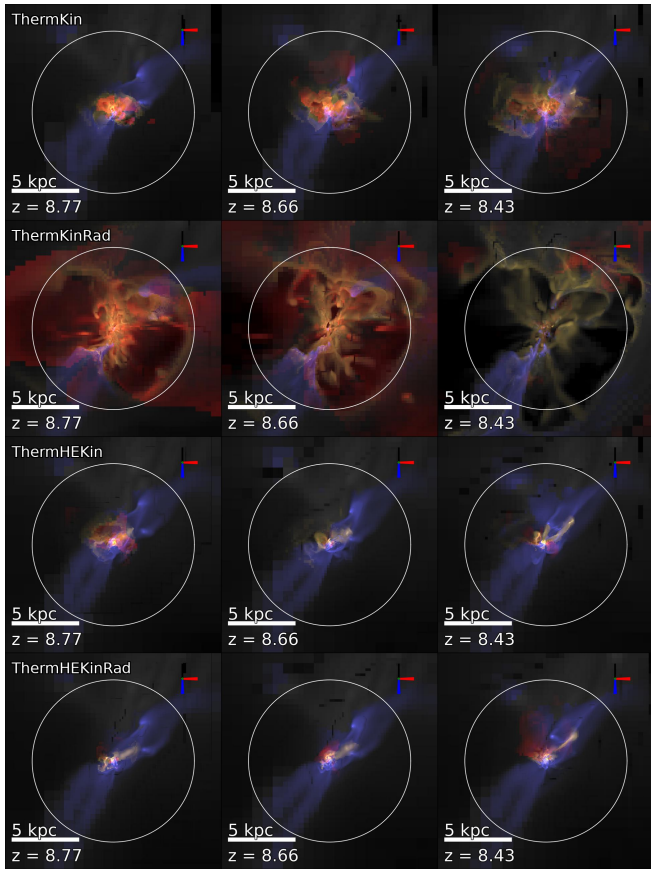 ThermKin
5 kpc
z = 8.77
5 kpc
z = 8.66
5 kpc
z = 8.43
ThermKinRad
5 kpc
z = 8.77
5 kpc
z = 8.66
5 kpc
z = 8.43
ThermHEKin
5 kpc
z = 8.77
5 kpc
z = 8.66
5 kpc
z = 8.43
ThermHEKinRad
5 kpc
z = 8.77
5 kpc
z = 8.66
5 kpc
z = 8.43